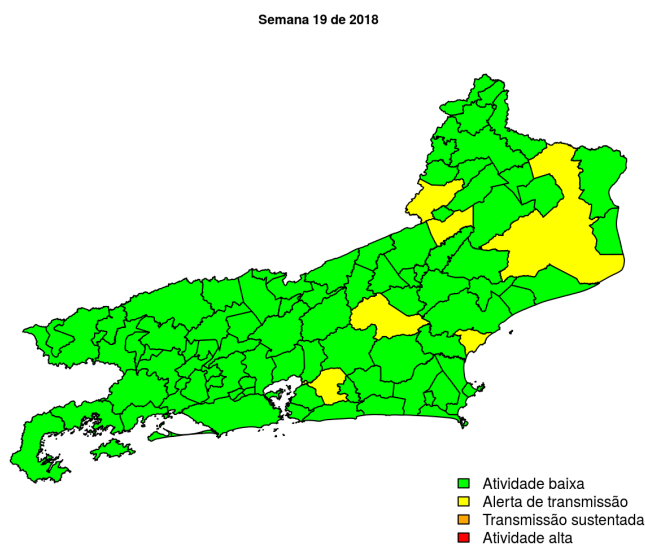 Semana 19 de 2018
Atividade baixa
Alerta de transmissão
Transmissão sustentada
Atividade alta